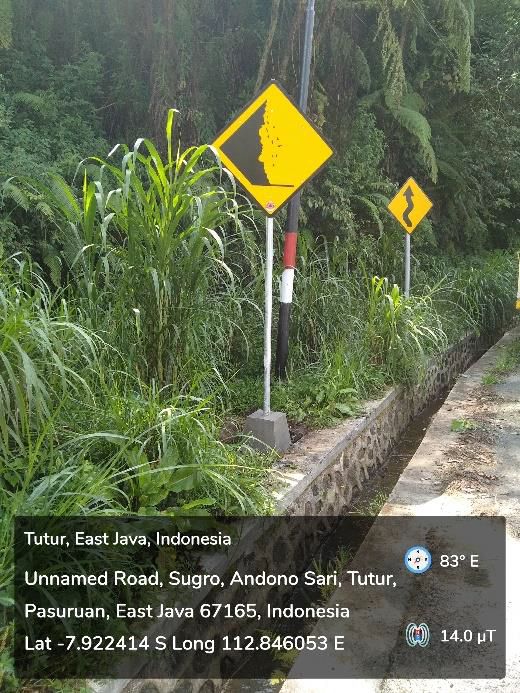 Tutur, East Java, Indonesia
Unnamed Road, Sugro, Andono Sari, Tutur,
Pasuruan, East Java 67165, Indonesia
Lat -7.922414 S Long 112.846053 E
83° E
14.0 µT